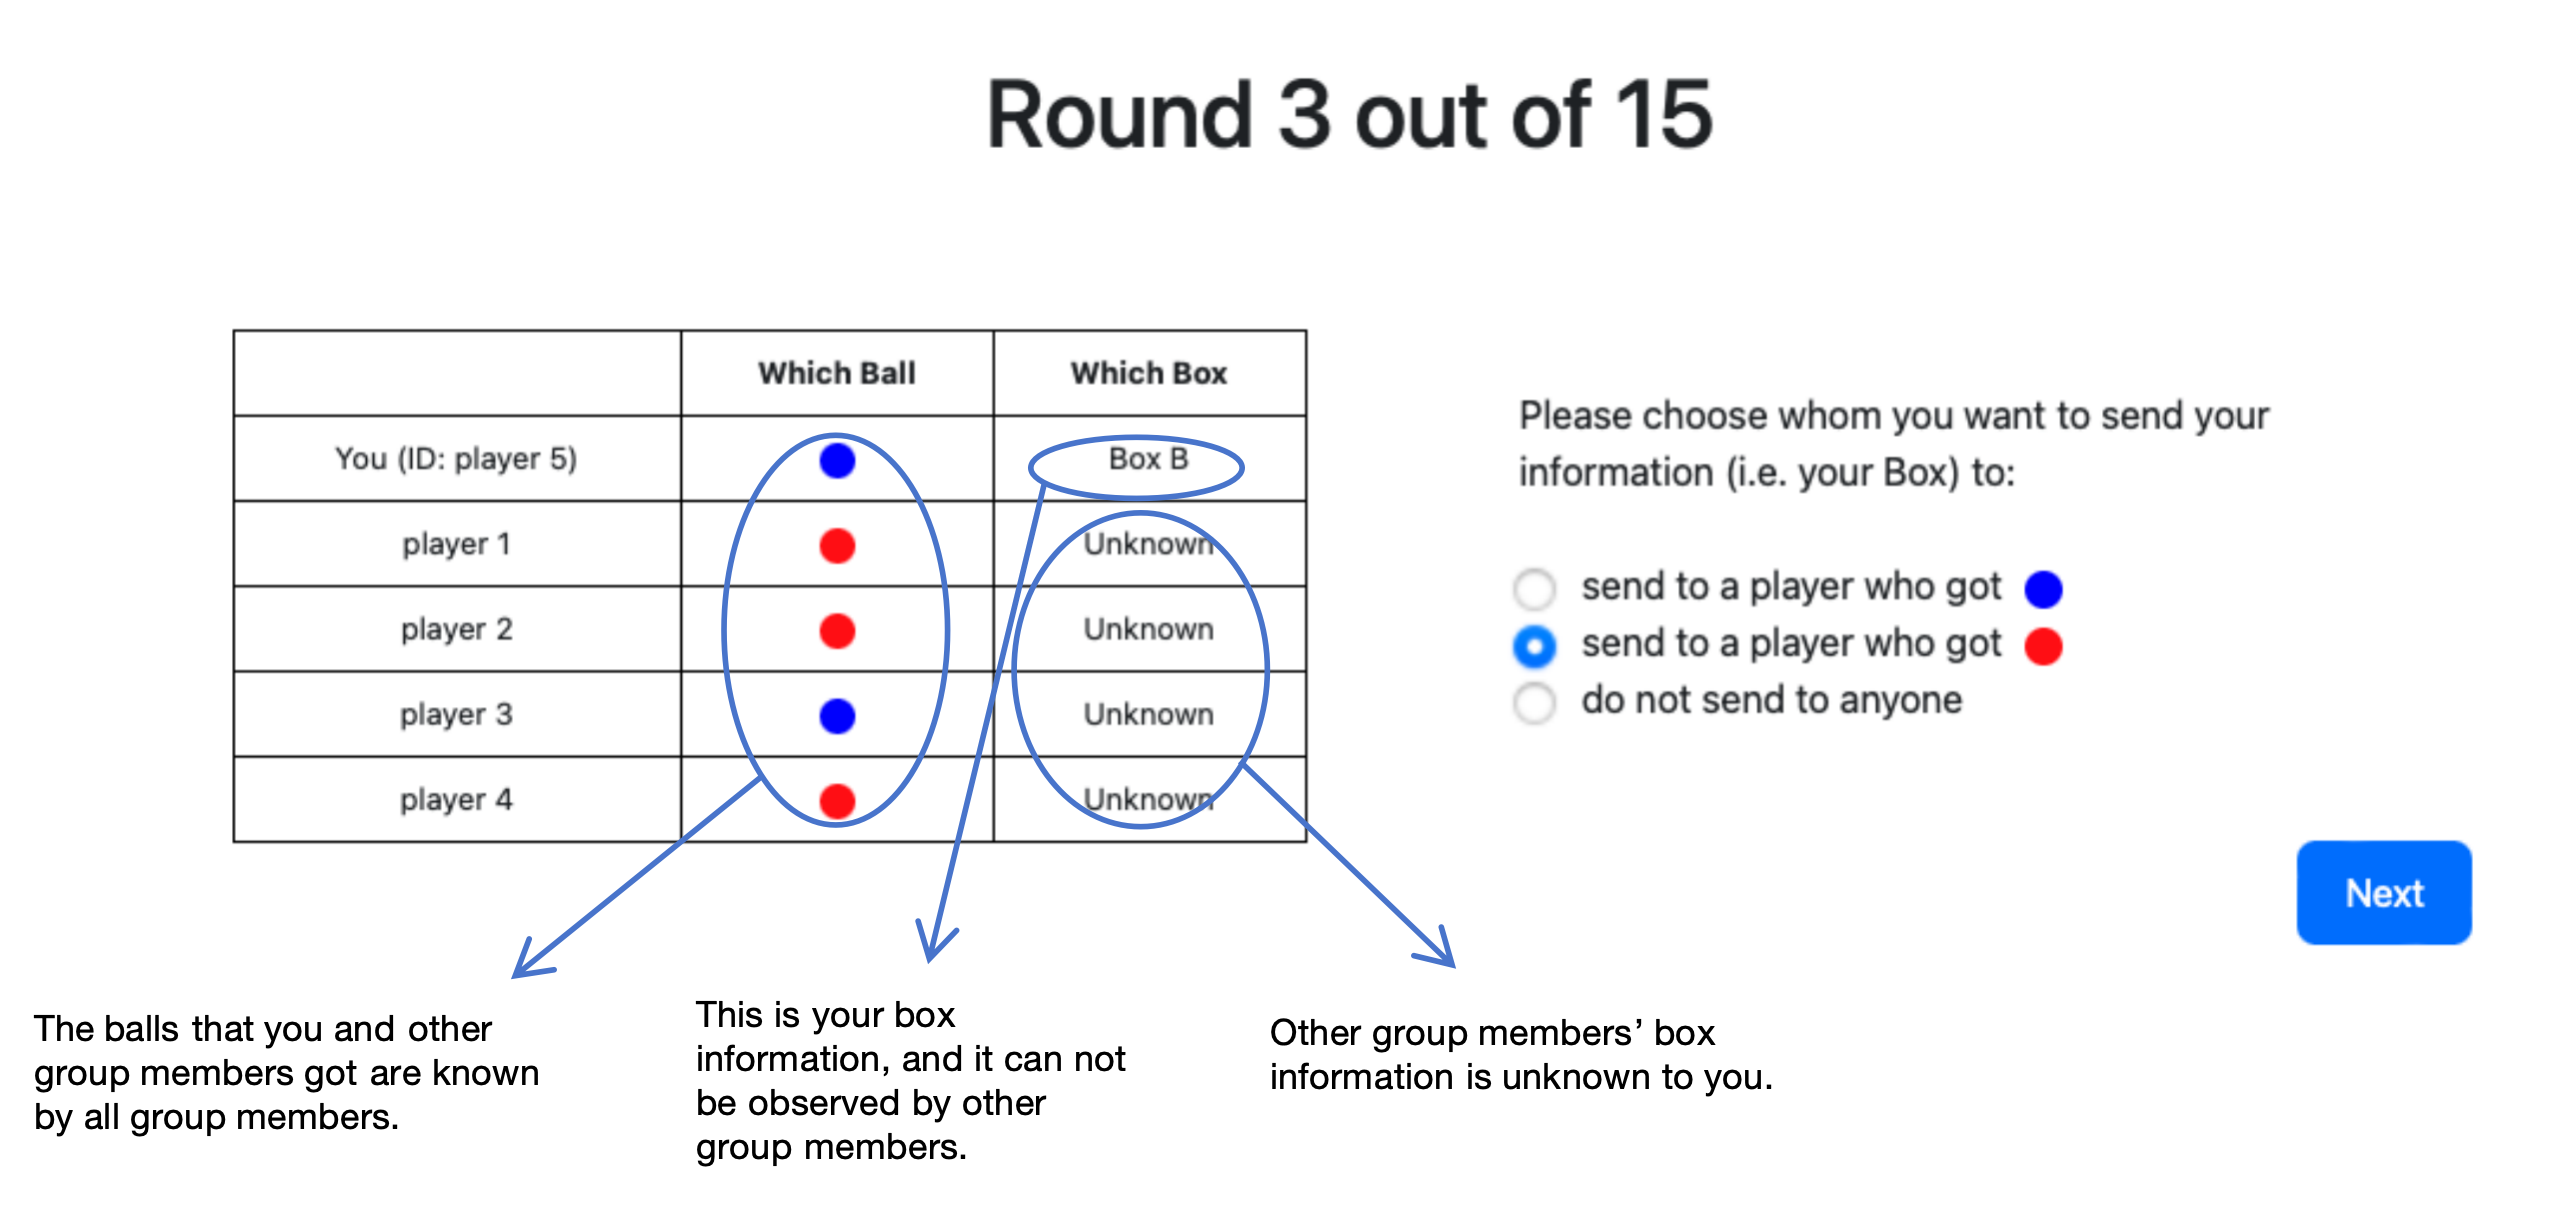 Round 3 out of 15
Which Ball Which Box
You (ID: player 5) Box B
player 1 Unknown
player 2 Unknown
player 3 Unknown
player 4 Unknown
Please choose whom you want to send your
information (i.e. your Box) to:
send to a player who got
send to a player who got
do not send to anyone
Next
The balls that you and other
group members got are known
by all group members.
This is your box
information, and it can not
be observed by other
group members.
Other group members’ box
information is unknown to you.